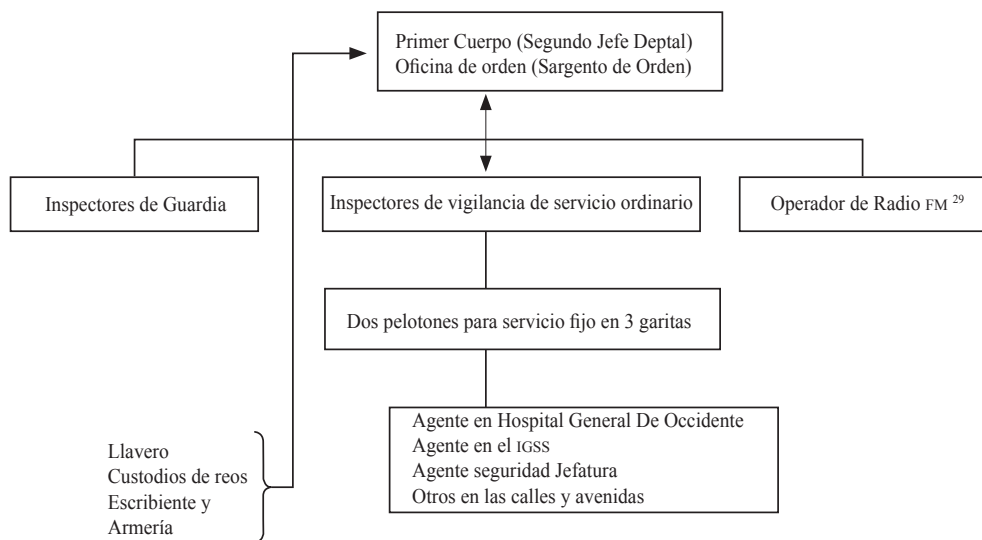 Primer Cuerpo (Segundo Jefe Deptal)
Oficina de orden (Sargento de Orden)
Inspectores de Guardia
Inspectores de vigilancia de servicio ordinario
Operador de Radio FM 29
Dos pelotones para servicio fijo en 3 garitas
Agente en Hospital General De Occidente
Agente en el IGSS
Agente seguridad Jefatura
Otros en las calles y avenidas
Llavero
Custodios de reos
Escribiente y
Armería